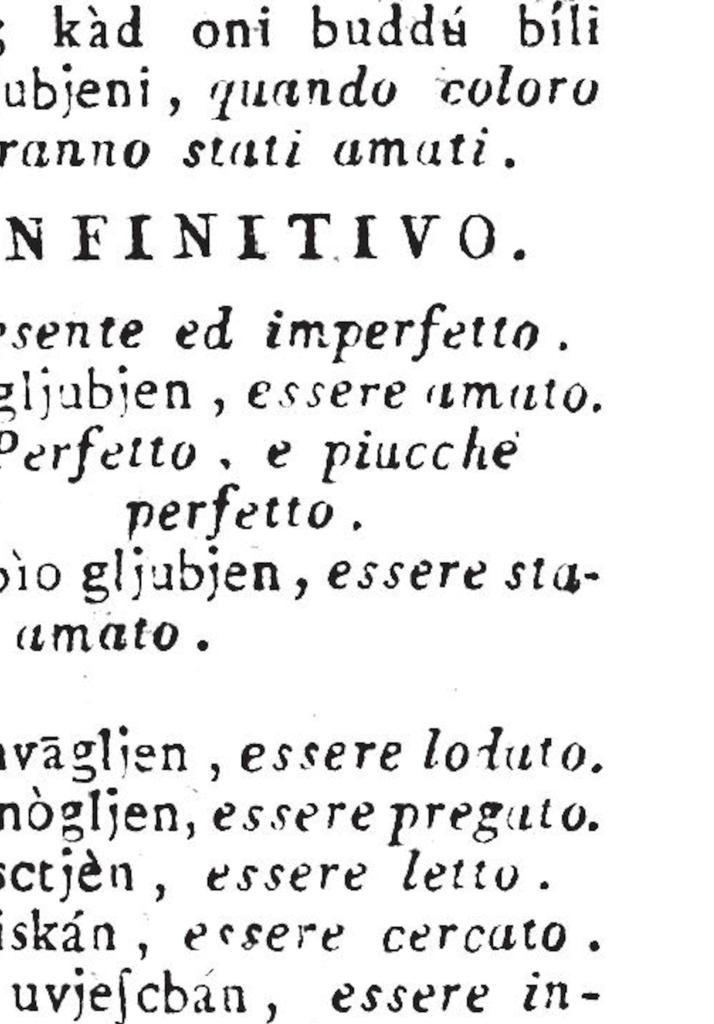 ; kàd oni buddú bíli
ubjeni, quando coloro
ranno stati amati.
NFINITIVO.
esente ed imperfetto.
gljubjen, essere amato.
Perfetto, e piucchè
perfetto.
bìo gljubjen, essere sta-
amato.
avāgljen, essere lodato.
nògljen, essere pregato.
sctjèn, essere letto.
iskán, essere cercato.
uvjeſcbán, essere in-